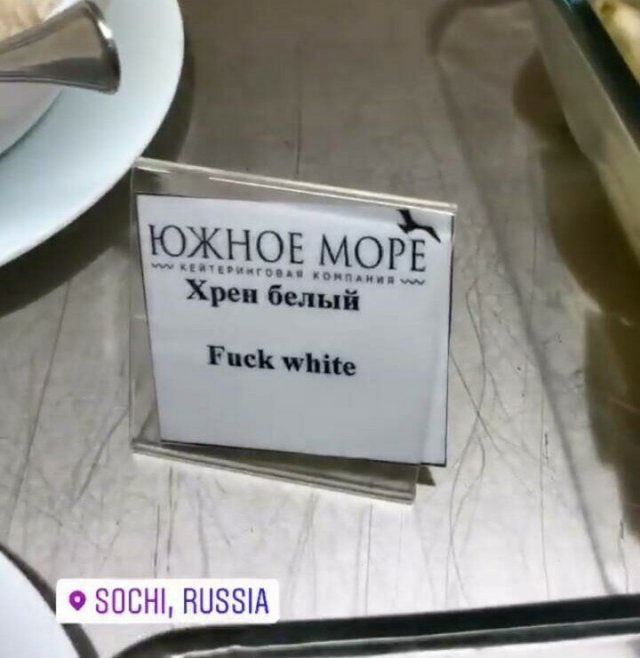 ЮЖНОЕ МОРЕ
КЕЙТЕРИНГОВАЯ КОМПАНИЯ
Хрен белый
Fuck white
SOCHI, RUSSIA